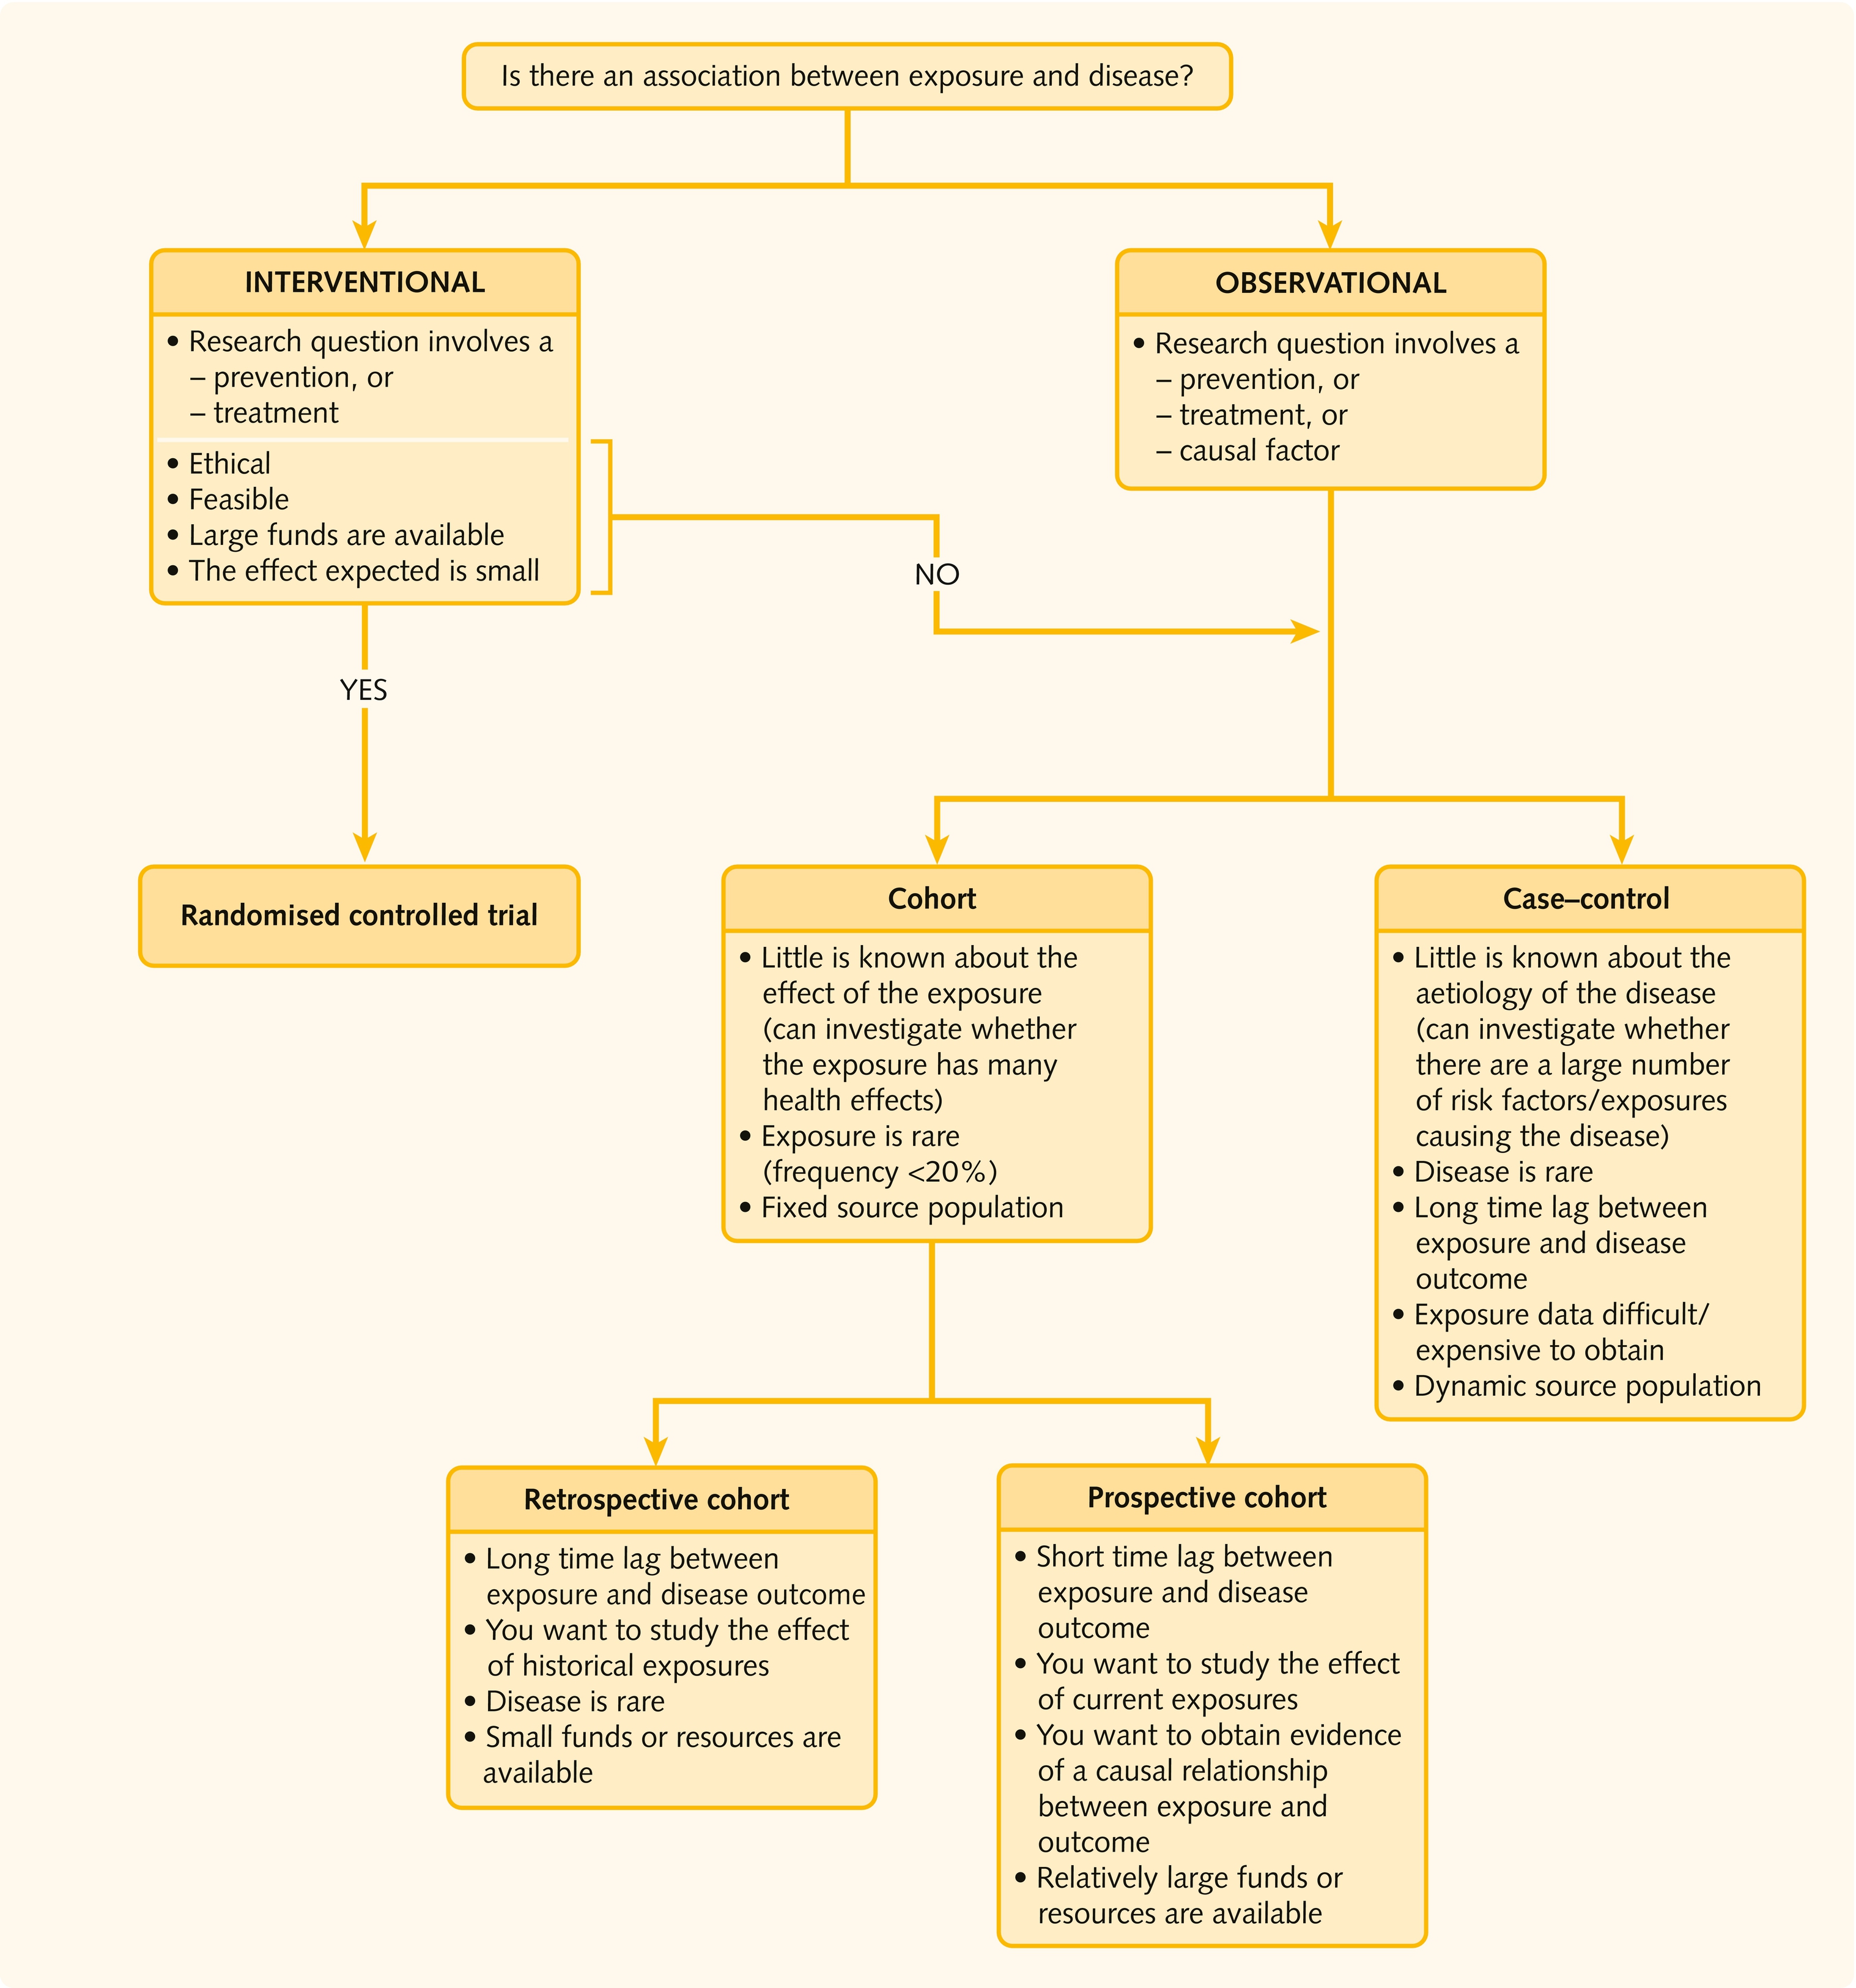 Is there an association between exposure and disease?
INTERVENTIONAL
• Research question involves a
– prevention, or
– treatment
• Ethical
• Feasible
• Large funds are available
• The effect expected is small
OBSERVATIONAL
• Research question involves a
– prevention, or
– treatment, or
– causal factor
NO
YES
Randomised controlled trial
Cohort
• Little is known about the
effect of the exposure
(can investigate whether
the exposure has many
health effects)
• Exposure is rare
(frequency <20%)
• Fixed source population
Case–control
• Little is known about the
aetiology of the disease
(can investigate whether
there are a large number
of risk factors/exposures
causing the disease)
• Disease is rare
• Long time lag between
exposure and disease
outcome
• Exposure data difficult/
expensive to obtain
• Dynamic source population
Retrospective cohort
• Long time lag between
exposure and disease outcome
• You want to study the effect
of historical exposures
• Disease is rare
• Small funds or resources are
available
Prospective cohort
• Short time lag between
exposure and disease
outcome
• You want to study the effect
of current exposures
• You want to obtain evidence
of a causal relationship
between exposure and
outcome
• Relatively large funds or
resources are available